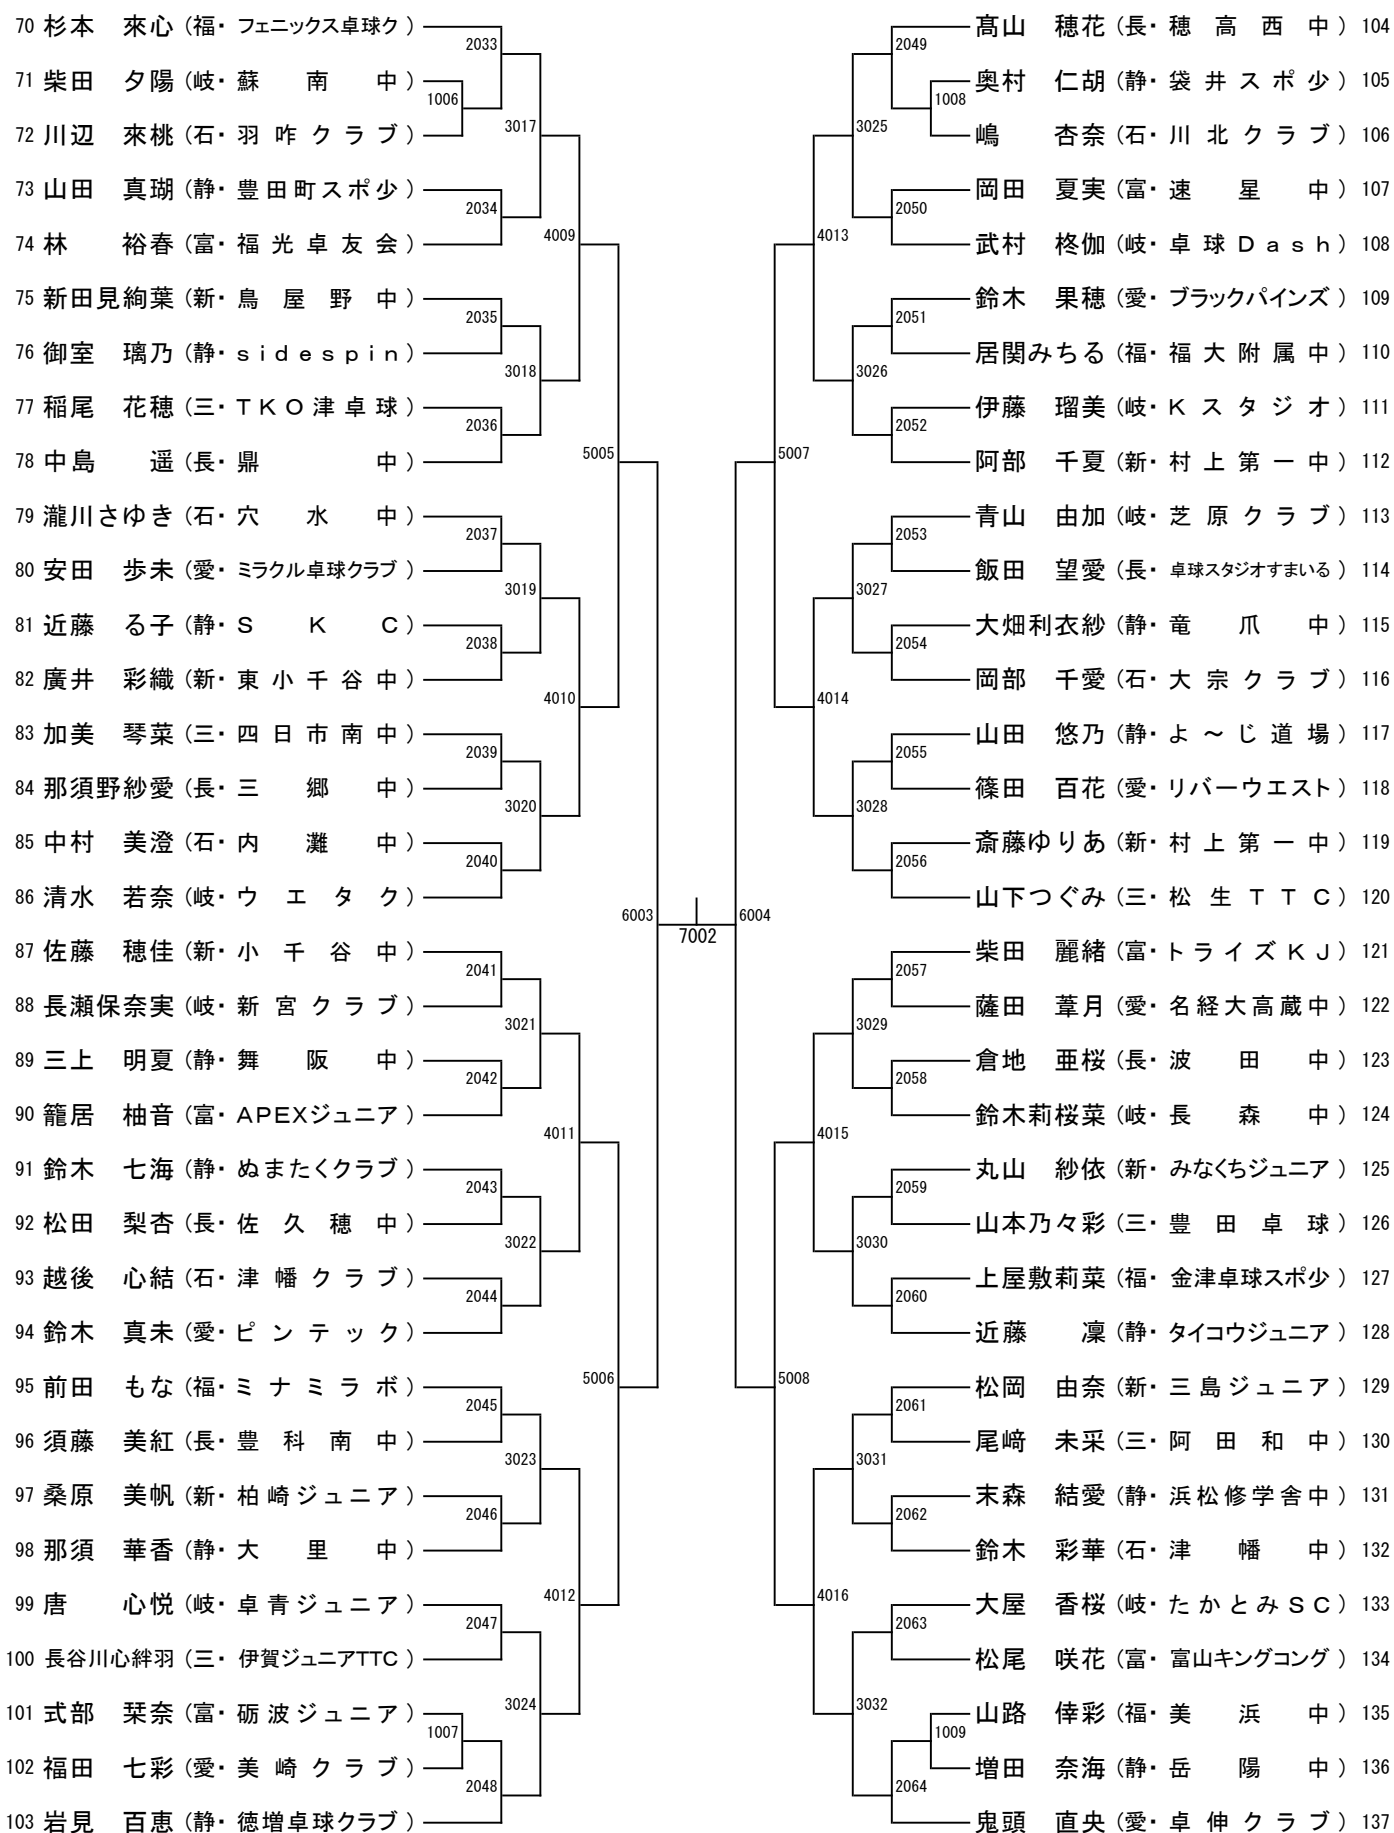 70 杉本 來心 (福・フェニックス卓球ク)
71 柴田 夕陽 (岐・蘇南中)
72 川辺 來桃 (石・羽咋クラブ)
73 山田 真瑚 (静・豊田町スポ少)
74 林 裕春 (富・福光卓友会)
75 新田見絢葉 (新・鳥屋野中)
76 御室 璃乃 (静・sidespin)
77 稲尾 花穂 (三・TKO津卓球)
78 中島 遥 (長・鼎中)
79 瀧川さゆき (石・穴水中)
80 安田 歩未 (愛・ミラクル卓球クラブ)
81 近藤 る子 (静・SKC)
82 廣井 彩織 (新・東小千谷中)
83 加美 琴菜 (三・四日市南中)
84 那須野紗愛 (長・三郷中)
85 中村 美澄 (石・内灘中)
86 清水 若奈 (岐・ウエタク)
87 佐藤 穂佳 (新・小千谷中)
88 長瀬保奈実 (岐・新宮クラブ)
89 三上 明夏 (静・舞阪中)
90 籠居 柚音 (富・APEXジュニア)
91 鈴木 七海 (静・ぬまたくクラブ)
92 松田 梨杏 (長・佐久穂中)
93 越後 心結 (石・津幡クラブ)
94 鈴木 真未 (愛・ピンテック)
95 前田 もな (福・ミナミラボ)
96 須藤 美紅 (長・豊科南中)
97 桑原 美帆 (新・柏崎ジュニア)
98 那須 華香 (静・大里中)
99 唐 心悦 (岐・卓青ジュニア)
100 長谷川心絆羽 (三・伊賀ジュニアTTC)
101 式部 栞奈 (富・砺波ジュニア)
102 福田 七彩 (愛・美崎クラブ)
103 岩見 百恵 (静・徳増卓球クラブ)
1006
1007
2033
2034
2035
2036
2037
2038
2039
2040
2041
2042
2043
2044
2045
2046
2047
2048
3017
3018
3019
3020
3021
3022
3023
3024
4009
4010
4011
4012
5005
5006
6003
7002
6004
5007
5008
4013
4014
4015
4016
3025
3026
3027
3028
3029
3030
3031
3032
2049
2050
2051
2052
2053
2054
2055
2056
2057
2058
2059
2060
2061
2062
2063
2064
1008
1009
髙山 穂花 (長・穂高西中) 104
奥村 仁胡 (静・袋井スポ少) 105
嶋 杏奈 (石・川北クラブ) 106
岡田 夏実 (富・速星中) 107
武村 柊伽 (岐・卓球Dash) 108
鈴木 果穂 (愛・ブラックパインズ) 109
居関みちる (福・福大附属中) 110
伊藤 瑠美 (岐・Kスタジオ) 111
阿部 千夏 (新・村上第一中) 112
青山 由加 (岐・芝原クラブ) 113
飯田 望愛 (長・卓球スタジオすまいる) 114
大畑利衣紗 (静・竜爪中) 115
岡部 千愛 (石・大宗クラブ) 116
山田 悠乃 (静・よ～じ道場) 117
篠田 百花 (愛・リバーウエスト) 118
斎藤ゆりあ (新・村上第一中) 119
山下つぐみ (三・松生TTC) 120
柴田 麗緒 (富・トライズKJ) 121
薩田 葦月 (愛・名経大高蔵中) 122
倉地 亜桜 (長・波田中) 123
鈴木莉桜菜 (岐・長森中) 124
丸山 紗依 (新・みなくちジュニア) 125
山本乃々彩 (三・豊田卓球) 126
上屋敷莉菜 (福・金津卓球スポ少) 127
近藤 凜 (静・タイコウジュニア) 128
松岡 由奈 (新・三島ジュニア) 129
尾﨑 未采 (三・阿田和中) 130
末森 結愛 (静・浜松修学舎中) 131
鈴木 彩華 (石・津幡中) 132
大屋 香桜 (岐・たかとみSC) 133
松尾 咲花 (富・富山キングコング) 134
山路 倖彩 (福・美浜中) 135
増田 奈海 (静・岳陽中) 136
鬼頭 直央 (愛・卓伸クラブ) 137